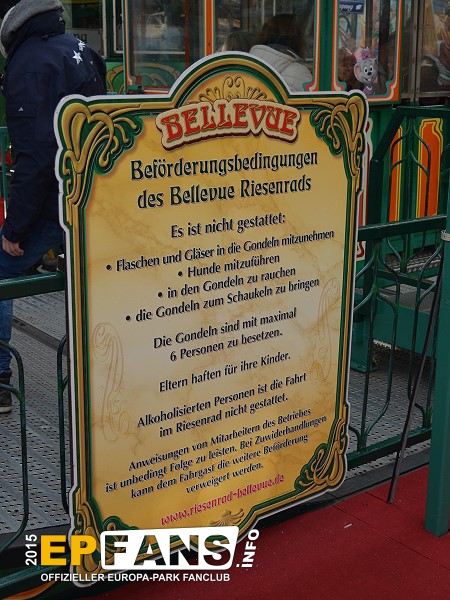 BELLEVUE
Beförderungsbedingungen
des Bellevue Riesenrads
Es ist nicht gestattet:
• Flaschen und Gläser in die Gondeln mitzunehmen
• Hunde mitzuführen
• in den Gondeln zu rauchen
• die Gondeln zum Schaukeln zu bringen
Die Gondeln sind mit maximal
6 Personen zu besetzen.
Eltern haften für ihre Kinder.
Alkoholisierten Personen ist die Fahrt
im Riesenrad nicht gestattet.
Anweisungen von Mitarbeitern des Betriebes
ist unbedingt Folge zu leisten. Bei Zuwiderhandlungen
kann dem Fahrgast die weitere Beförderung
verweigert werden.
www.riesenrad-bellevue.de
2015 EPFANS.INFO
OFFIZIELLER EUROPA-PARK FANCLUB